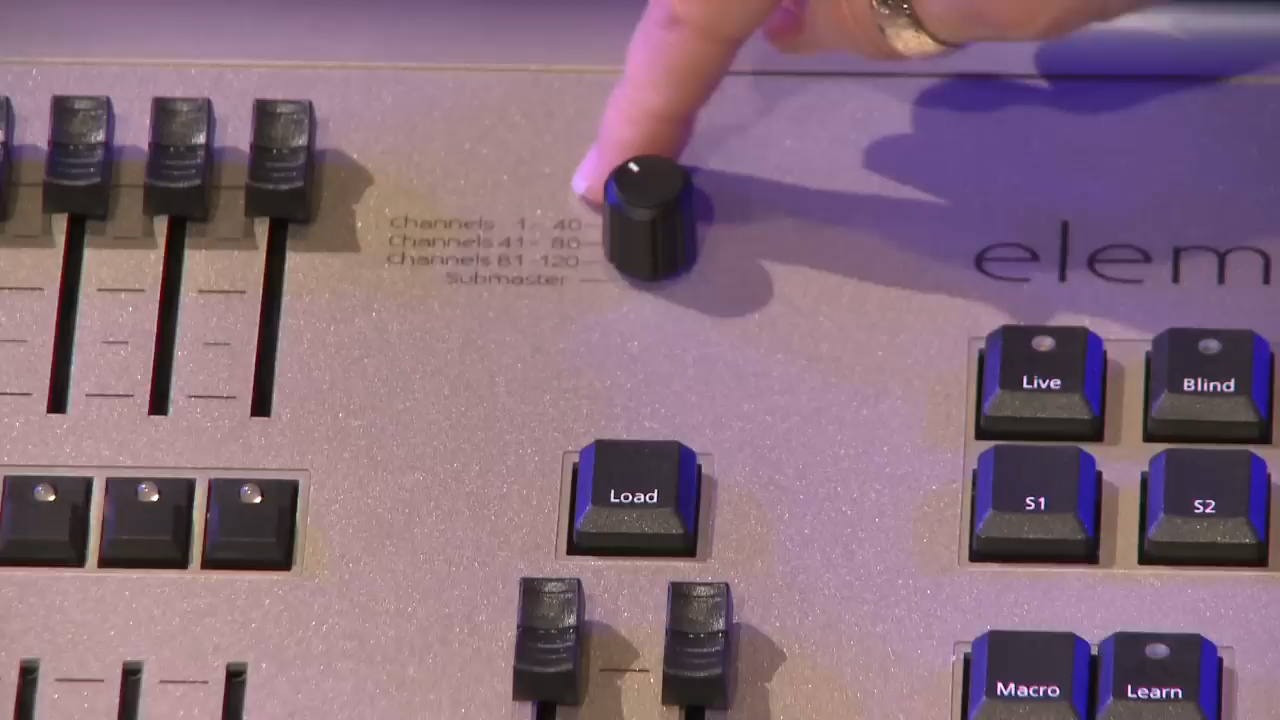 Channels 1- 40
Channels 41- 80
Channels 81-120
Submaster
elem
Live
Blind
Load
S1
S2
Macro
Learn